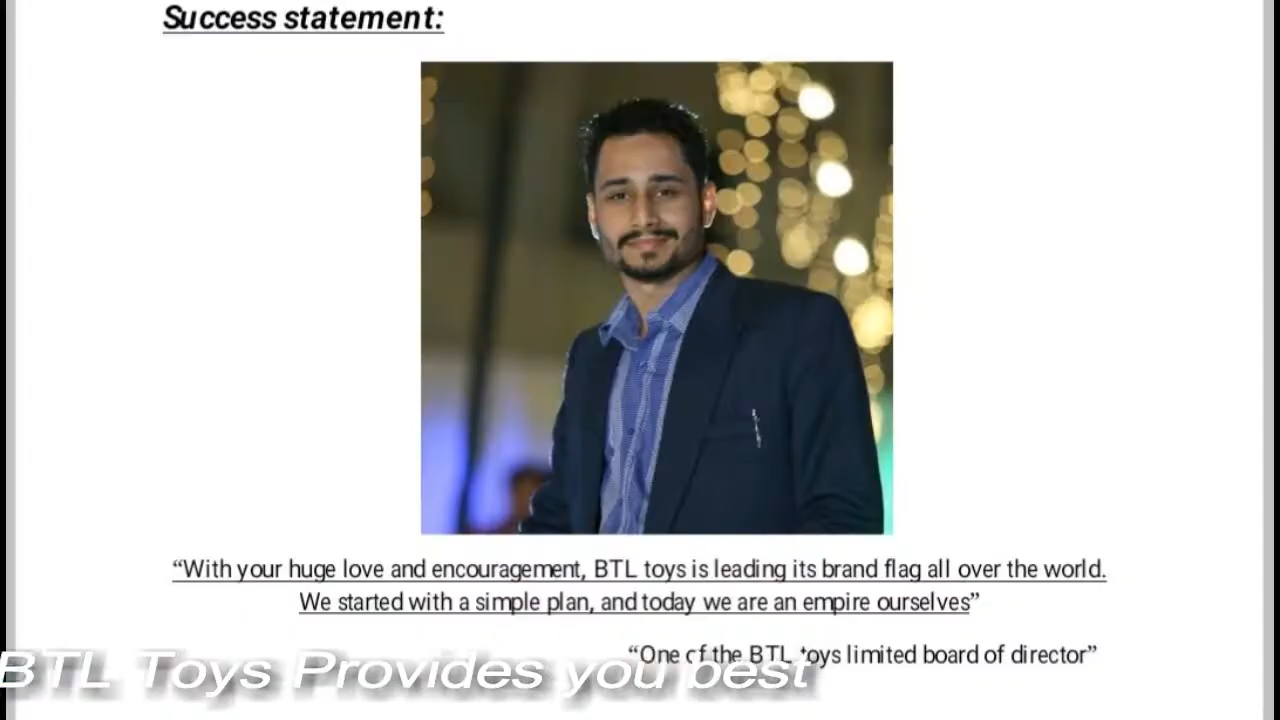 Success statement:
“With your huge love and encouragement, BTL toys is leading its brand flag all over the world.
We started with a simple plan, and today we are an empire ourselves”
“One of the BTL toys limited board of director”
BTL Toys Provides you best